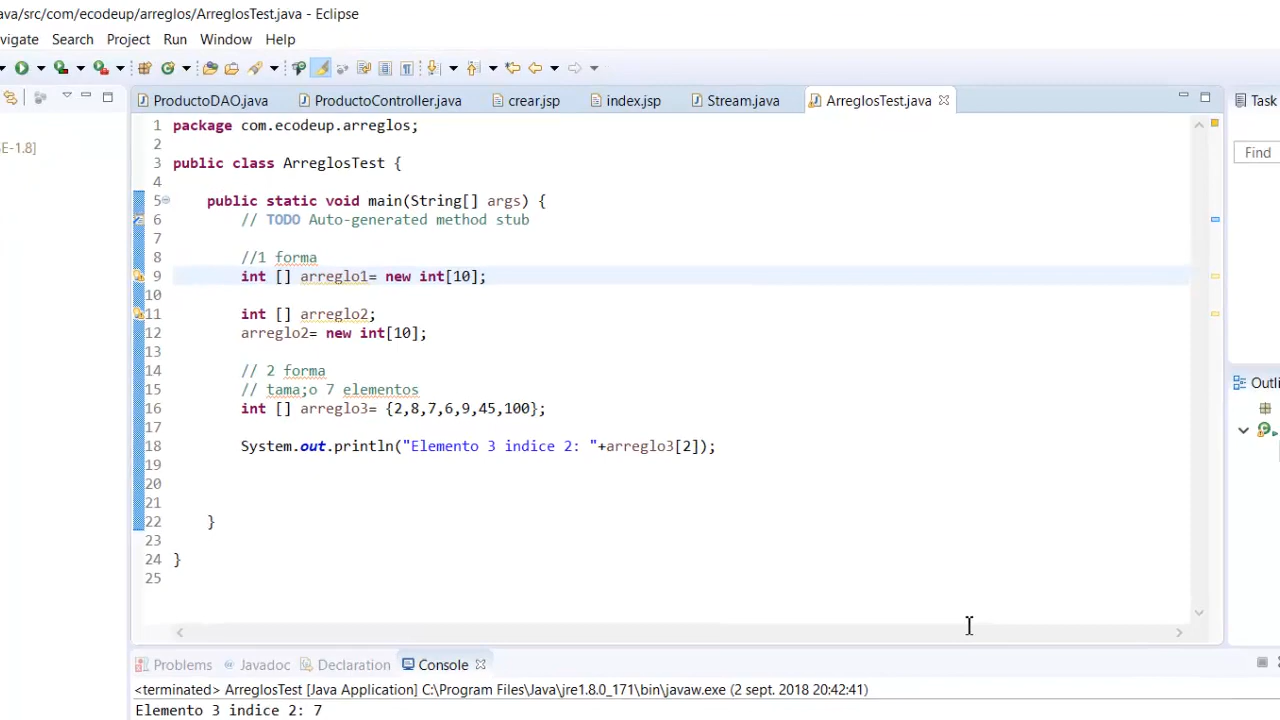 ava/src/com/ecodeup/arreglos/ArreglosTest.java - Eclipse
vigate Search Project Run Window Help
ProductoDAO.java ProductoController.java crear.jsp index.jsp Stream.java ArreglosTest.java Task
E-1.8]
Find
1 package com.ecodeup.arreglos;
2
3 public class ArreglosTest {
4
5 public static void main(String[] args) {
6 // TODO Auto-generated method stub
7
8 //1 forma
9 int [] arreglo1= new int[10];
10
11 int [] arreglo2;
12 arreglo2= new int[10];
13
14 // 2 forma
15 // tama;o 7 elementos
16 int [] arreglo3= {2,8,7,6,9,45,100};
17
18 System.out.println("Elemento 3 indice 2: "+arreglo3[2]);
19
20
21
22 }
23
24 }
25
Outli
Problems Javadoc Declaration Console
<terminated> ArreglosTest [Java Application] C:\Program Files\Java\jre1.8.0_171\bin\javaw.exe (2 sept. 2018 20:42:41)
Elemento 3 indice 2: 7